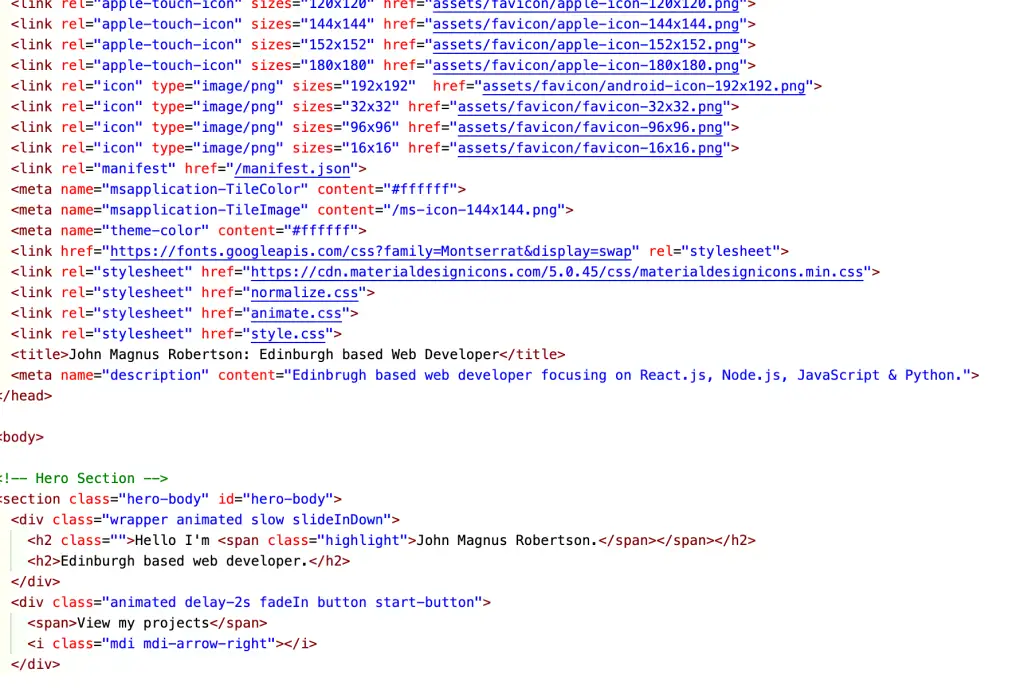 <link rel="apple-touch-icon" sizes="120x120" href="assets/favicon/apple-icon-120x120.png">
<link rel="apple-touch-icon" sizes="144x144" href="assets/favicon/apple-icon-144x144.png">
<link rel="apple-touch-icon" sizes="152x152" href="assets/favicon/apple-icon-152x152.png">
<link rel="apple-touch-icon" sizes="180x180" href="assets/favicon/apple-icon-180x180.png">
<link rel="icon" type="image/png" sizes="192x192"  href="assets/favicon/android-icon-192x192.png">
<link rel="icon" type="image/png" sizes="32x32" href="assets/favicon/favicon-32x32.png">
<link rel="icon" type="image/png" sizes="96x96" href="assets/favicon/favicon-96x96.png">
<link rel="icon" type="image/png" sizes="16x16" href="assets/favicon/favicon-16x16.png">
<link rel="manifest" href="/manifest.json">
<meta name="msapplication-TileColor" content="#ffffff">
<meta name="msapplication-TileImage" content="/ms-icon-144x144.png">
<meta name="theme-color" content="#ffffff">
<link href="https://fonts.googleapis.com/css?family=Montserrat&display=swap" rel="stylesheet">
<link rel="stylesheet" href="https://cdn.materialdesignicons.com/5.0.45/css/materialdesignicons.min.css">
<link rel="stylesheet" href="normalize.css">
<link rel="stylesheet" href="animate.css">
<link rel="stylesheet" href="style.css">
<title>John Magnus Robertson: Edinburgh based Web Developer</title>
<meta name="description" content="Edinbrugh based web developer focusing on React.js, Node.js, JavaScript & Python.">
</head>
<body>
<!-- Hero Section -->
<section class="hero-body" id="hero-body">
<div class="wrapper animated slow slideInDown">
<h2 class="">Hello I'm <span class="highlight">John Magnus Robertson.</span></span></h2>
<h2>Edinburgh based web developer.</h2>
</div>
<div class="animated delay-2s fadeIn button start-button">
<span>View my projects</span>
<i class="mdi mdi-arrow-right"></i>
</div>